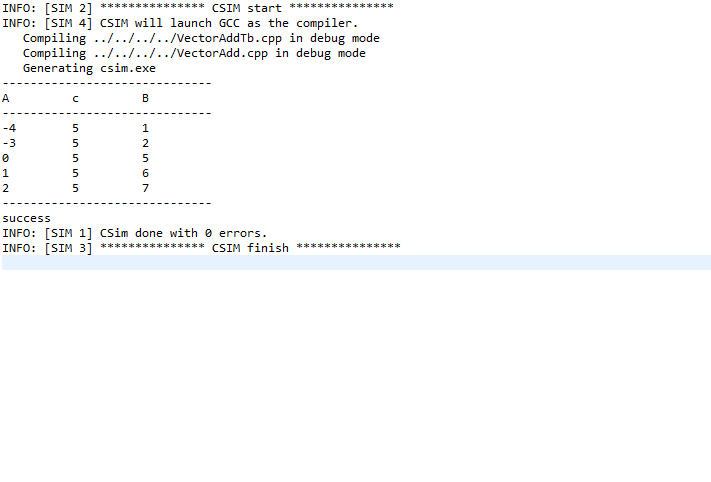 INFO: [SIM 2] *************** CSIM start ***************
INFO: [SIM 4] CSIM will launch GCC as the compiler.
   Compiling ../../../../VectorAddTb.cpp in debug mode
   Compiling ../../../../VectorAdd.cpp in debug mode
   Generating csim.exe
------------------------------
A         c         B
------------------------------
-4        5         1
-3        5         2
0         5         5
1         5         6
2         5         7
------------------------------
success
INFO: [SIM 1] CSim done with 0 errors.
INFO: [SIM 3] *************** CSIM finish ***************